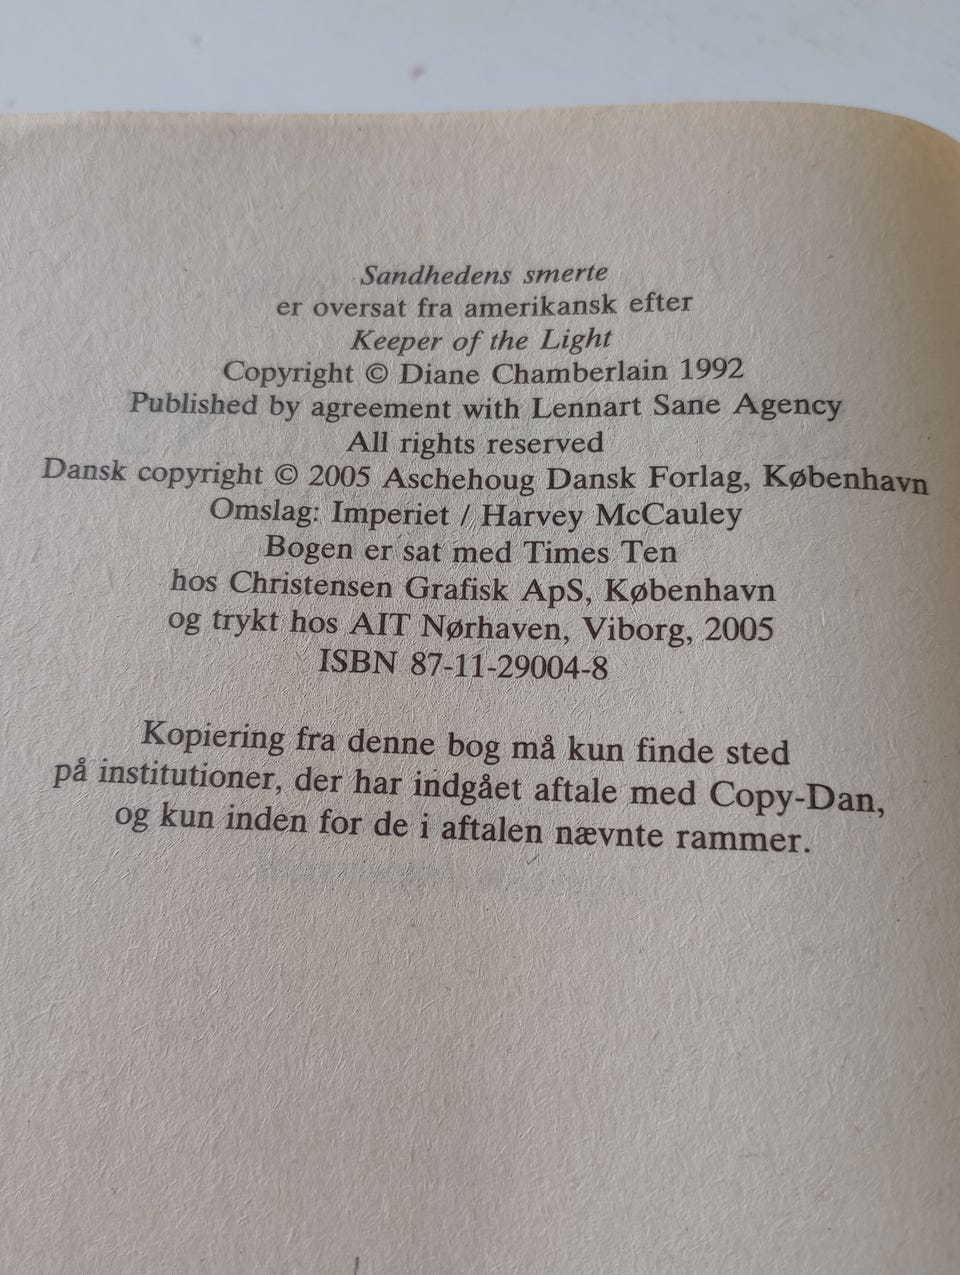 Sandhedens smerte
er oversat fra amerikansk efter
Keeper of the Light
Copyright © Diane Chamberlain 1992
Published by agreement with Lennart Sane Agency
All rights reserved
Dansk copyright © 2005 Aschehoug Dansk Forlag, København
Omslag: Imperiet / Harvey McCauley
Bogen er sat med Times Ten
hos Christensen Grafisk ApS, København
og trykt hos AIT Nørhaven, Viborg, 2005
ISBN 87-11-29004-8
Kopiering fra denne bog må kun finde sted
på institutioner, der har indgået aftale med Copy-Dan,
og kun inden for de i aftalen nævnte rammer.